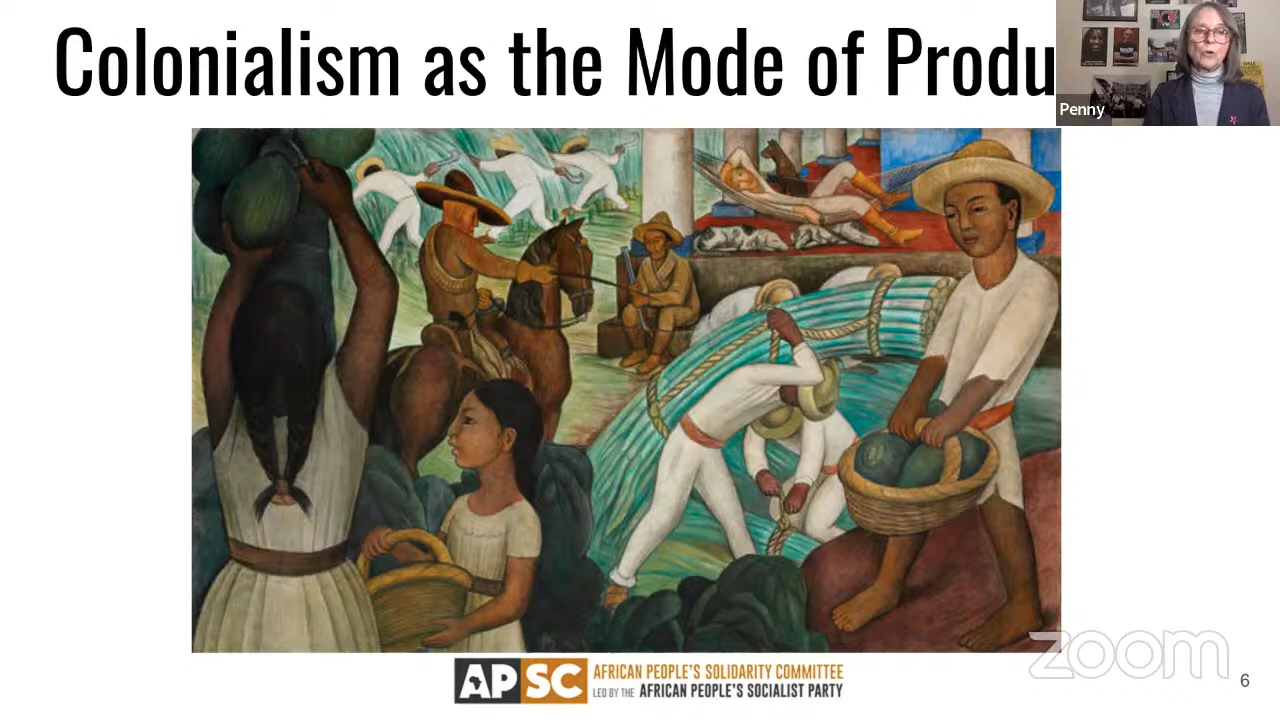 Colonialism as the Mode of Produ
Penny
APSC
AFRICAN PEOPLE'S SOLIDARITY COMMITTEE
LED BY THE AFRICAN PEOPLE'S SOCIALIST PARTY
zoom
6